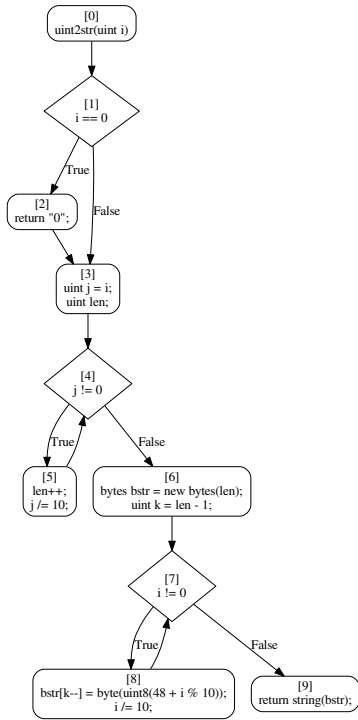 [0]
uint2str(uint i)
[1]
i == 0
True
[2]
return "0";
False
[3]
uint j = i;
uint len;
[4]
j != 0
True
False
[5]
len++;
j /= 10;
[6]
bytes bstr = new bytes(len);
uint k = len - 1;
[7]
i != 0
True
False
[8]
bstr[k--] = byte(uint8(48 + i % 10));
i /= 10;
[9]
return string(bstr);